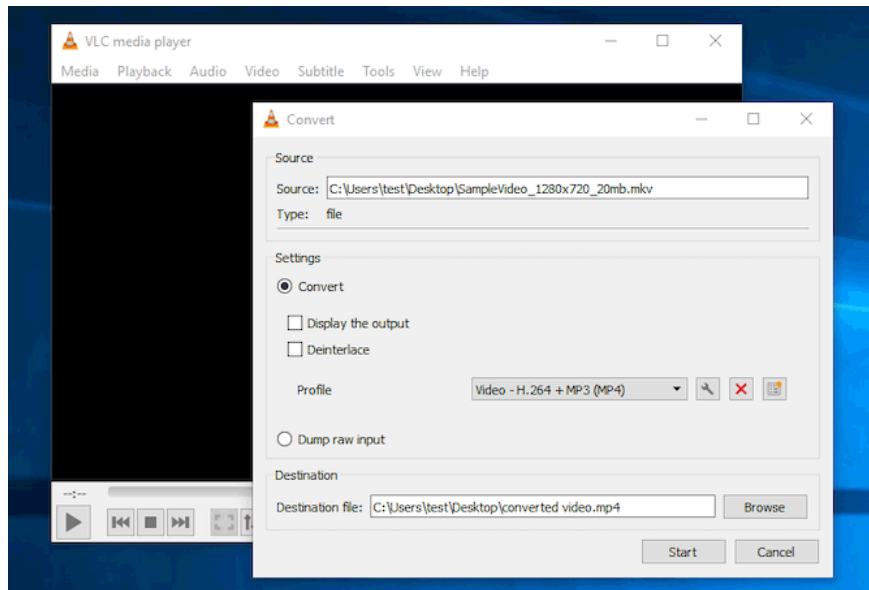 VLC media player
Media Playback Audio Video Subtitle Tools View Help
Convert
Source
Source: C:\Users\test\Desktop\SampleVideo_1280x720_20mb.mkv
Type: file
Settings
Convert
Display the output
Deinterlace
Profile Video - H.264 + MP3 (MP4)
Dump raw input
Destination
--:--
Destination file: C:\Users\test\Desktop\converted video.mp4 Browse
Start Cancel